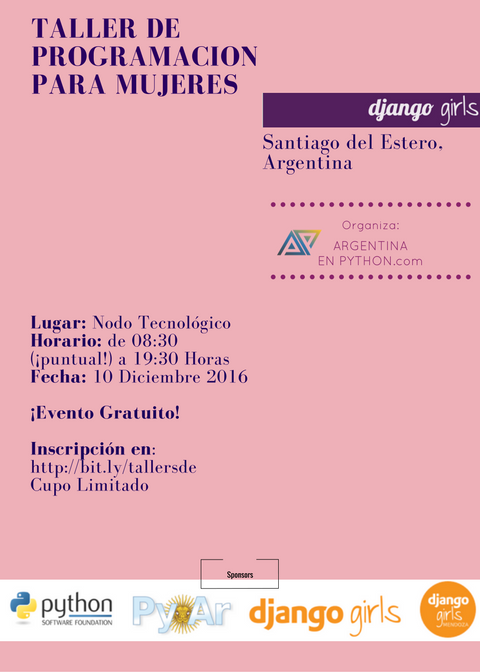 TALLER DE
PROGRAMACION
PARA MUJERES
django girls
Santiago del Estero,
Argentina
Organiza:
ARGENTINA
EN PYTHON.com
Lugar: Nodo Tecnológico
Horario: de 08:30
(¡puntual!) a 19:30 Horas
Fecha: 10 Diciembre 2016
¡Evento Gratuito!
Inscripción en:
http://bit.ly/tallersde
Cupo Limitado
Sponsors
python
SOFTWARE FOUNDATION
PyAr
django girls
django
girls